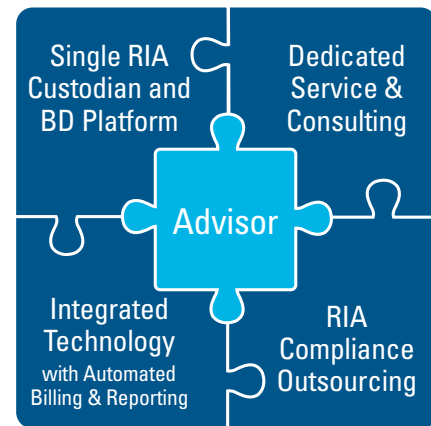 Single RIA
Custodian and
BD Platform
Dedicated
Service &
Consulting
Advisor
Integrated
Technology
with Automated
Billing & Reporting
RIA
Compliance
Outsourcing